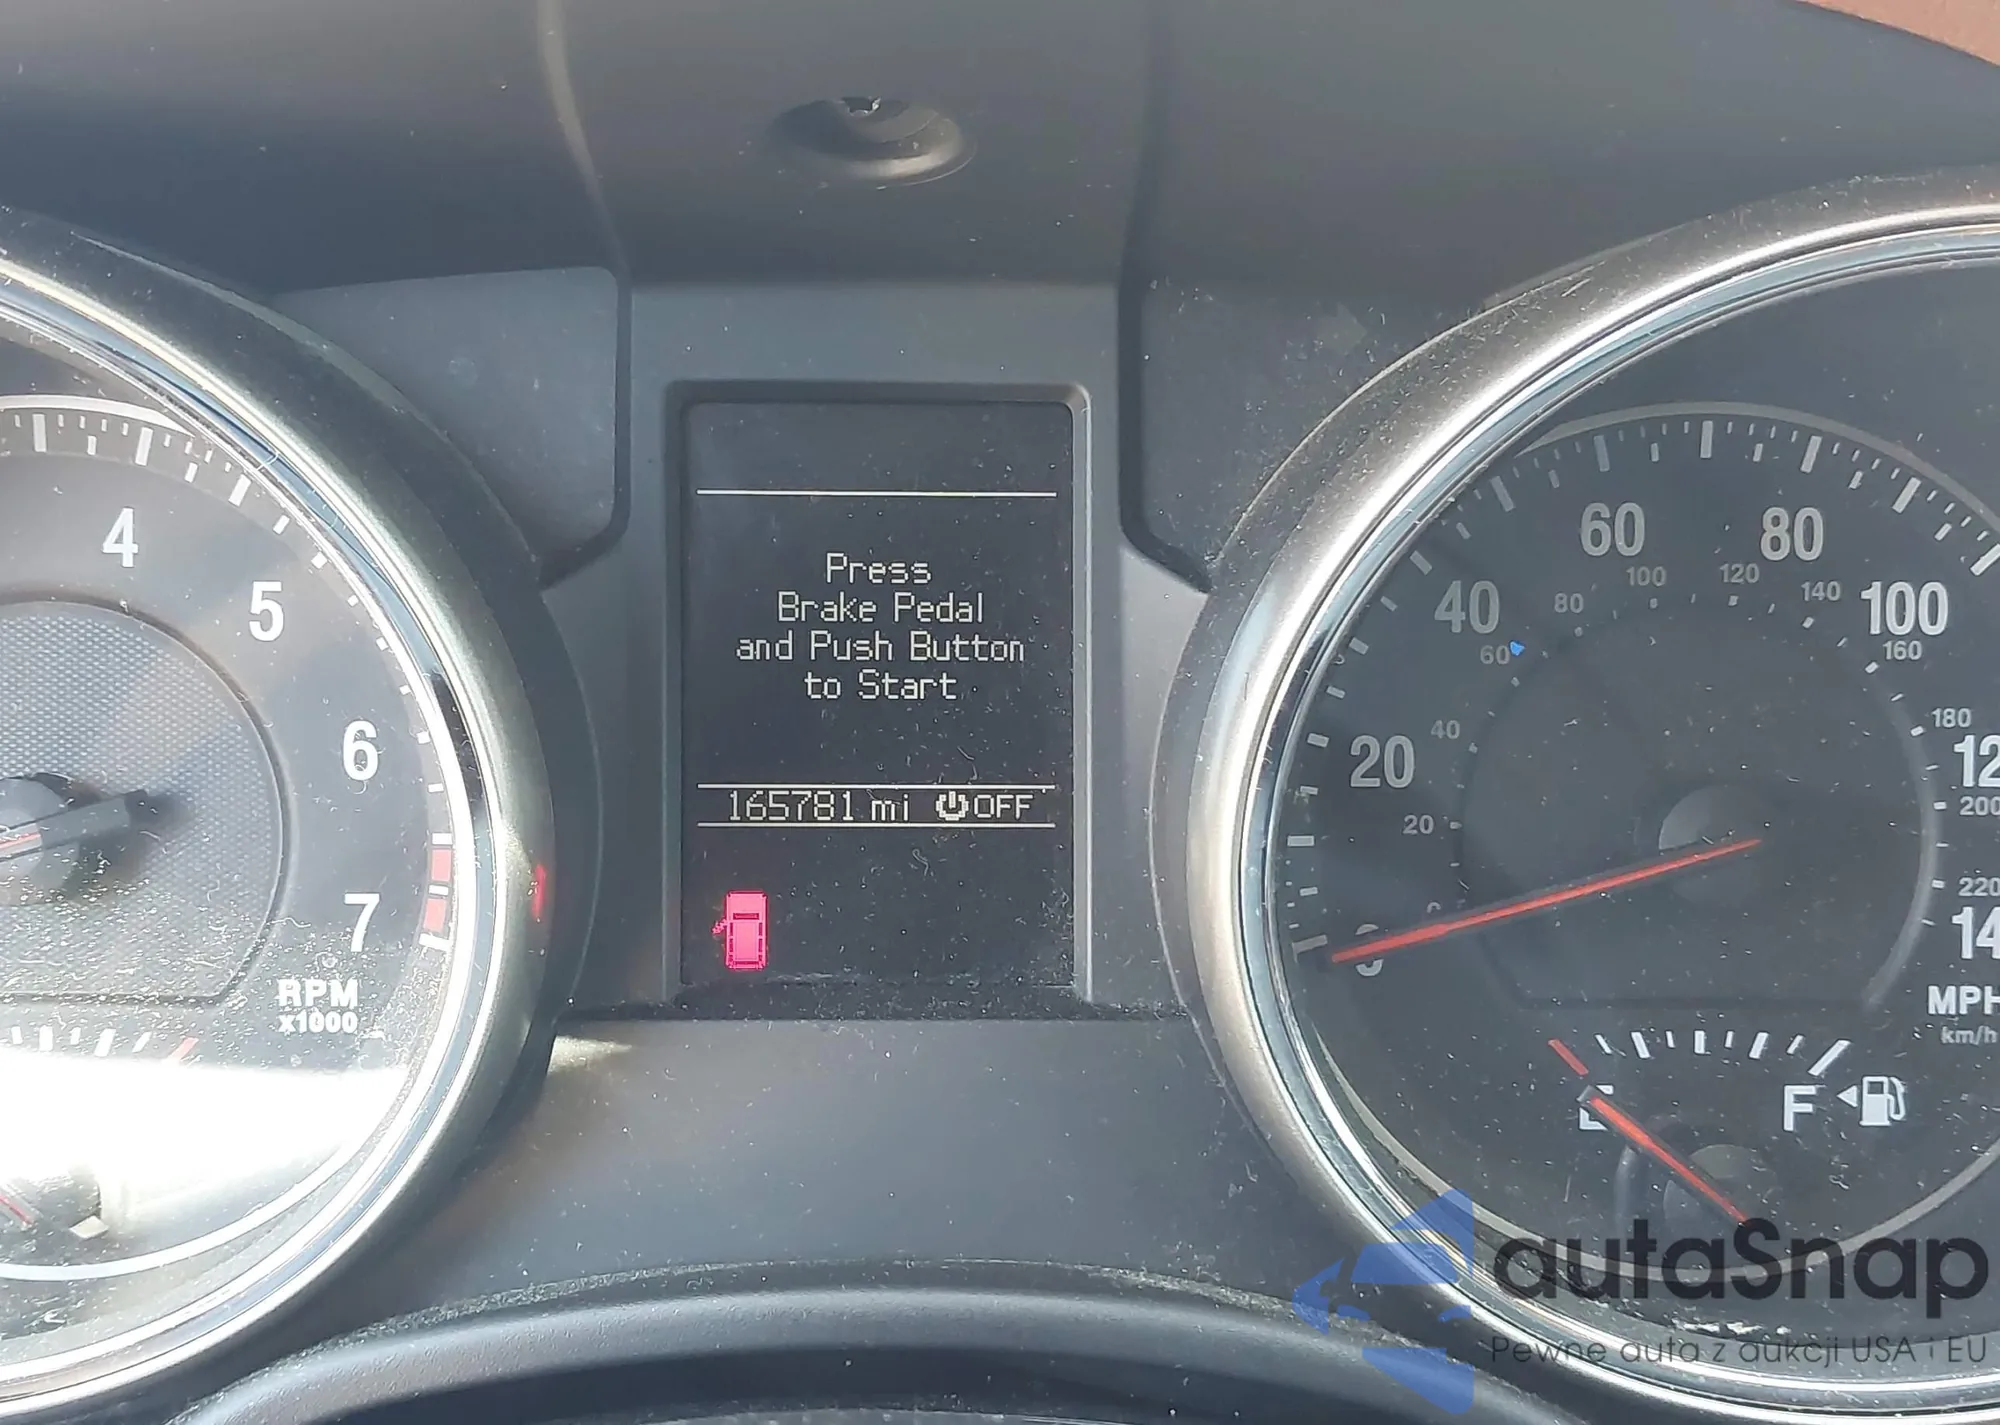 Press
Brake Pedal
and Push Button
to Start
165781 mi OFF
4
5
6
7
RPM
x1000
0
20
40
60
80
100
20
40
60
80
100
120
140
160
180
200
220
MPH
km/h
E
F
autaSnap
Pewne auta z aukcji USA i EU